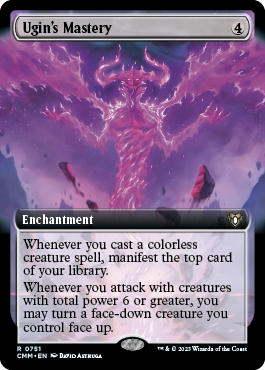 Ugin's Mastery 4
Enchantment
Whenever you cast a colorless
creature spell, manifest the top card
of your library.
Whenever you attack with creatures
with total power 6 or greater, you
may turn a face-down creature you
control face up.
R 0751
CMM • EN DAVID ASTRUGA
™ & © 2023 Wizards of the Coast